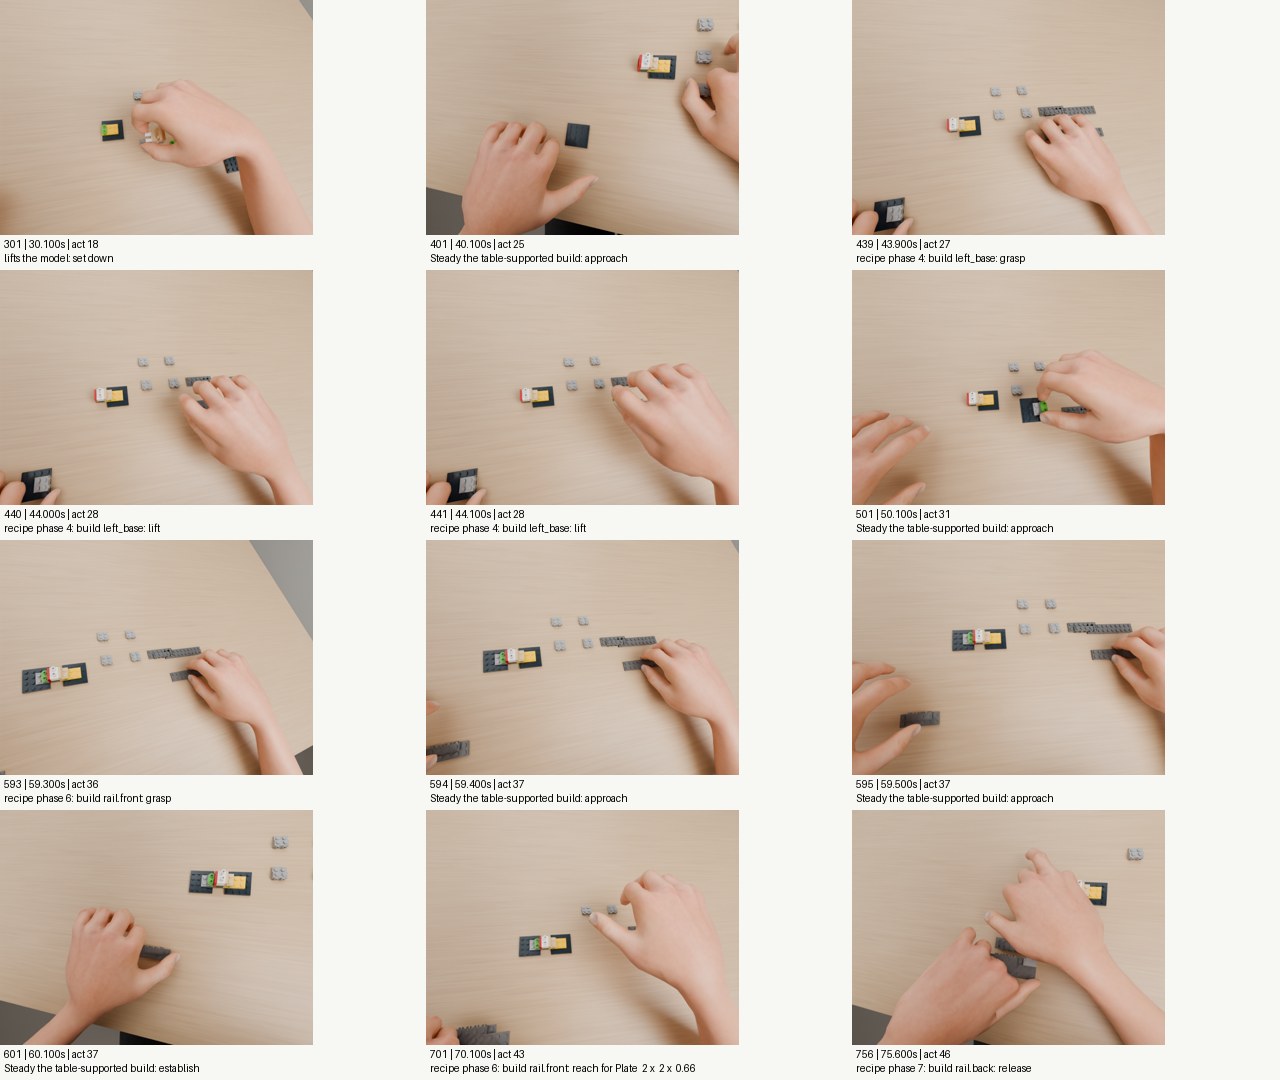 301 | 30.100s | act 18
lifts the model: set down
401 | 40.100s | act 25
Steady the table-supported build: approach
439 | 43.900s | act 27
recipe phase 4: build left_base: grasp
440 | 44.000s | act 28
recipe phase 4: build left_base: lift
441 | 44.100s | act 28
recipe phase 4: build left_base: lift
501 | 50.100s | act 31
Steady the table-supported build: approach
593 | 59.300s | act 36
recipe phase 6: build rail.front: grasp
594 | 59.400s | act 37
Steady the table-supported build: approach
595 | 59.500s | act 37
Steady the table-supported build: approach
601 | 60.100s | act 37
Steady the table-supported build: establish
701 | 70.100s | act 43
recipe phase 6: build rail.front: reach for Plate  2 x  2 x 0.66
756 | 75.600s | act 46
recipe phase 7: build rail.back: release